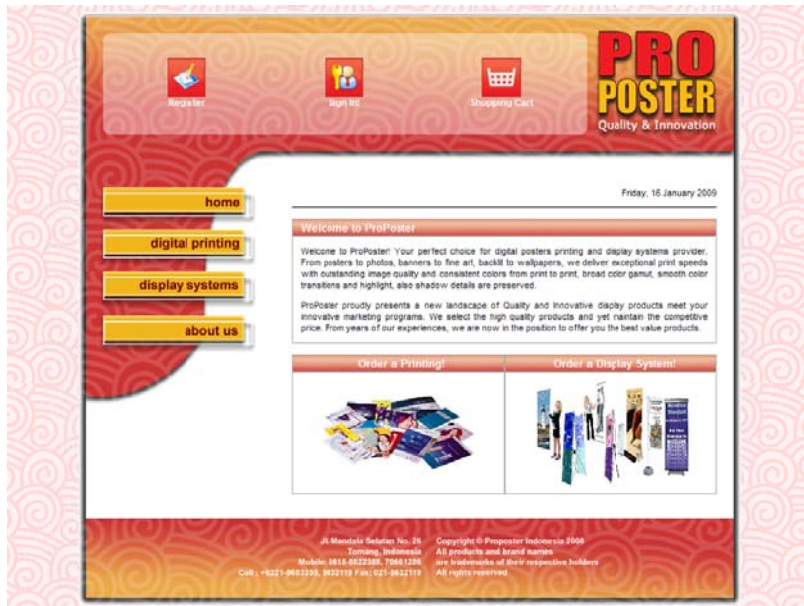 Register
Sign In!
Shopping Cart
PRO
POSTER
Quality & Innovation
Friday, 16 January 2009
home
digital printing
display systems
about us
Welcome to ProPoster
Welcome to ProPoster! Your perfect choice for digital posters printing and display systems provider.
From posters to photos, banners to fine art, backlit to wallpapers, we deliver exceptional print speeds
with outstanding image quality and consistent colors from print to print, broad color gamut, smooth color
transitions and highlight, also shadow details are preserved.
ProPoster proudly presents a new landscape of Quality and Innovative display products meet your
innovatve marketing programs. We select the high quality products and yet naintain the competitive
price. From years of our experiences, we are now in the position to offer you the best value products.
Order a Printing!
Order a Display System!
Jl. Mandala Selatan No. 26
Tomang, Indonesia
Mobile:
Call : Fax: 021-5632119
Copyright © Proposter Indonesia 2008
All products and brand names
are trademarks of their respective holders
All rights reserved